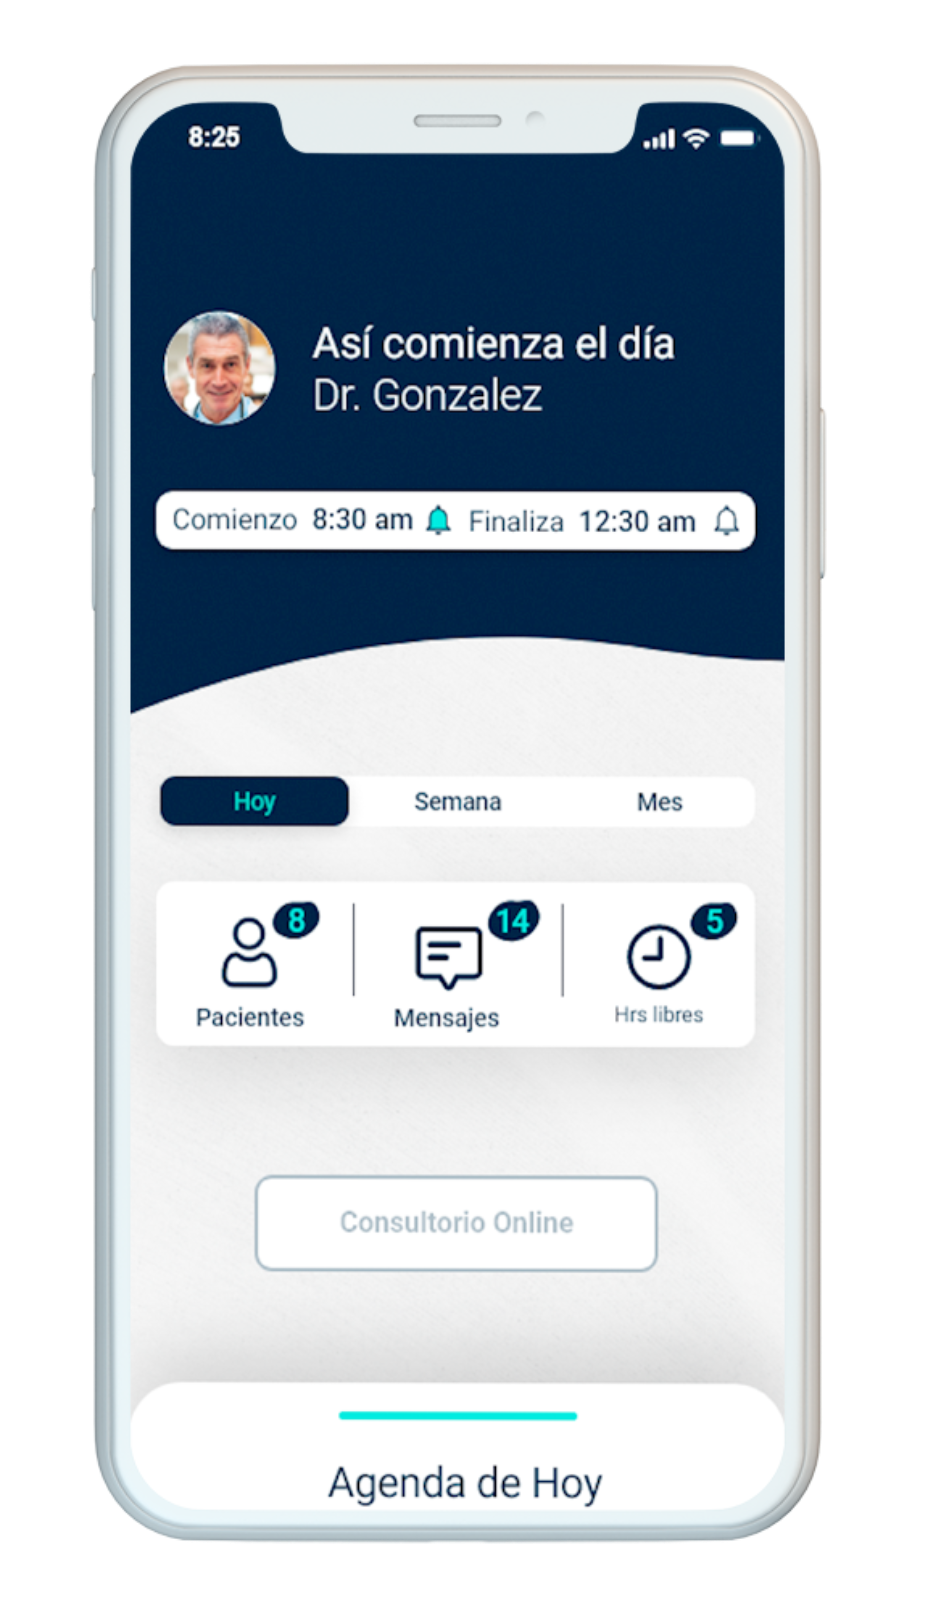 8:25
Así comienza el día
Dr. Gonzalez
Comienzo 8:30 am Finaliza 12:30 am
Hoy Semana Mes
8 14 5
Pacientes Mensajes Hrs libres
Consultorio Online
Agenda de Hoy